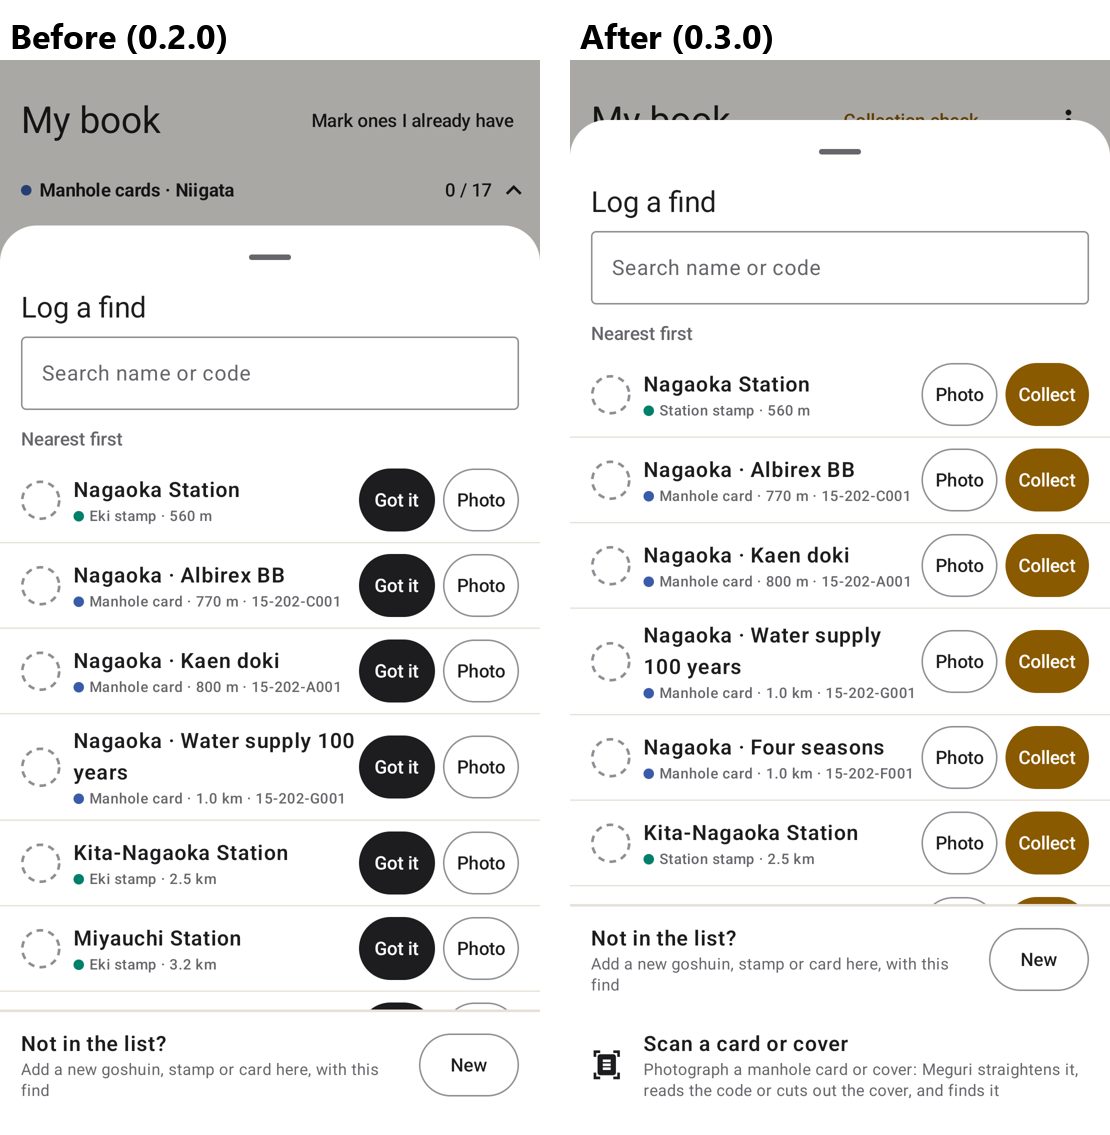 Before (0.2.0)
My book
Mark ones I already have
Manhole cards · Niigata
0 / 17
Log a find
Search name or code
Nearest first
Nagaoka Station
Eki stamp · 560 m
Got it
Photo
Nagaoka · Albirex BB
Manhole card · 770 m · 15-202-C001
Got it
Photo
Nagaoka · Kaen doki
Manhole card · 800 m · 15-202-A001
Got it
Photo
Nagaoka · Water supply 100
years
Manhole card · 1.0 km · 15-202-G001
Got it
Photo
Kita-Nagaoka Station
Eki stamp · 2.5 km
Got it
Photo
Miyauchi Station
Eki stamp · 3.2 km
Got it
Photo
Not in the list?
Add a new goshuin, stamp or card here, with this
find
New
After (0.3.0)
My book
Collection check
Log a find
Search name or code
Nearest first
Nagaoka Station
Station stamp · 560 m
Photo
Collect
Nagaoka · Albirex BB
Manhole card · 770 m · 15-202-C001
Photo
Collect
Nagaoka · Kaen doki
Manhole card · 800 m · 15-202-A001
Photo
Collect
Nagaoka · Water supply
100 years
Manhole card · 1.0 km · 15-202-G001
Photo
Collect
Nagaoka · Four seasons
Manhole card · 1.0 km · 15-202-F001
Photo
Collect
Kita-Nagaoka Station
Station stamp · 2.5 km
Photo
Collect
Not in the list?
Add a new goshuin, stamp or card here, with this
find
New
Scan a card or cover
Photograph a manhole card or cover: Meguri straightens it,
reads the code or cuts out the cover, and finds it